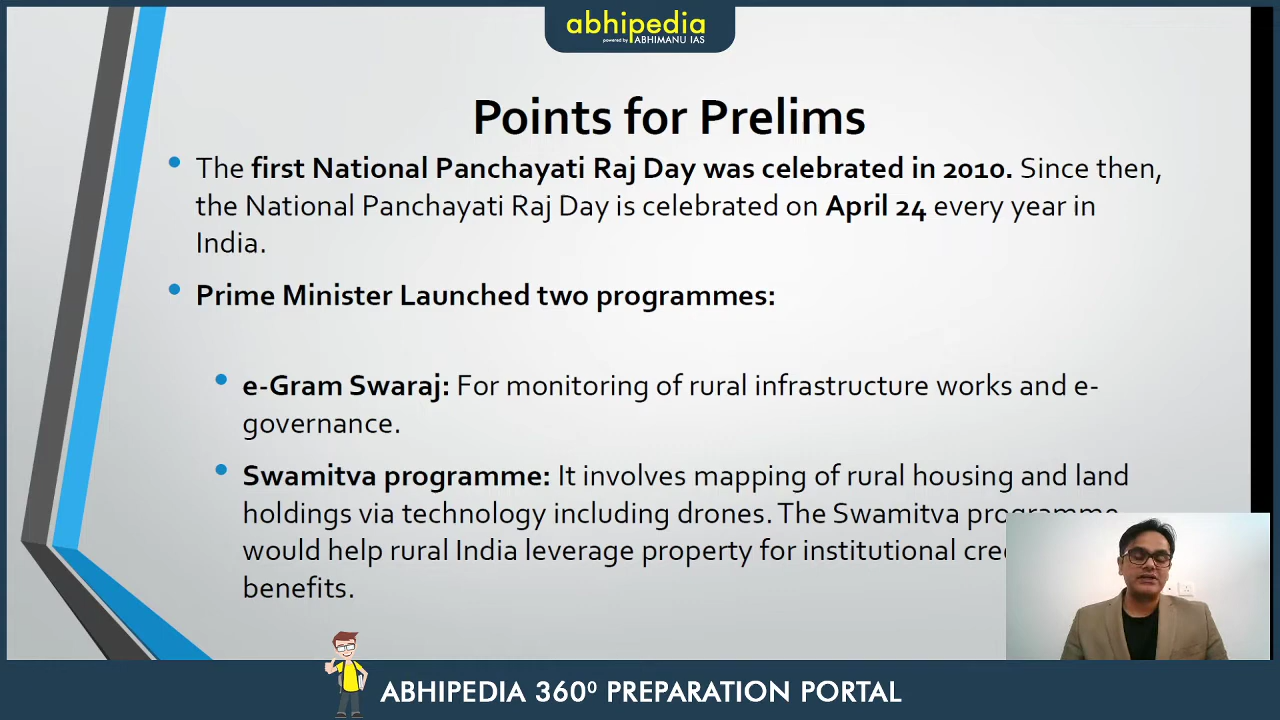 abhipedia
powered by ABHIMANU IAS
Points for Prelims
The first National Panchayati Raj Day was celebrated in 2010. Since then,
the National Panchayati Raj Day is celebrated on April 24 every year in
India.
Prime Minister Launched two programmes:
e-Gram Swaraj: For monitoring of rural infrastructure works and e-
governance.
Swamitva programme: It involves mapping of rural housing and land
holdings via technology including drones. The Swamitva programme
would help rural India leverage property for institutional
benefits.
ABHIPEDIA 360⁰ PREPARATION PORTAL